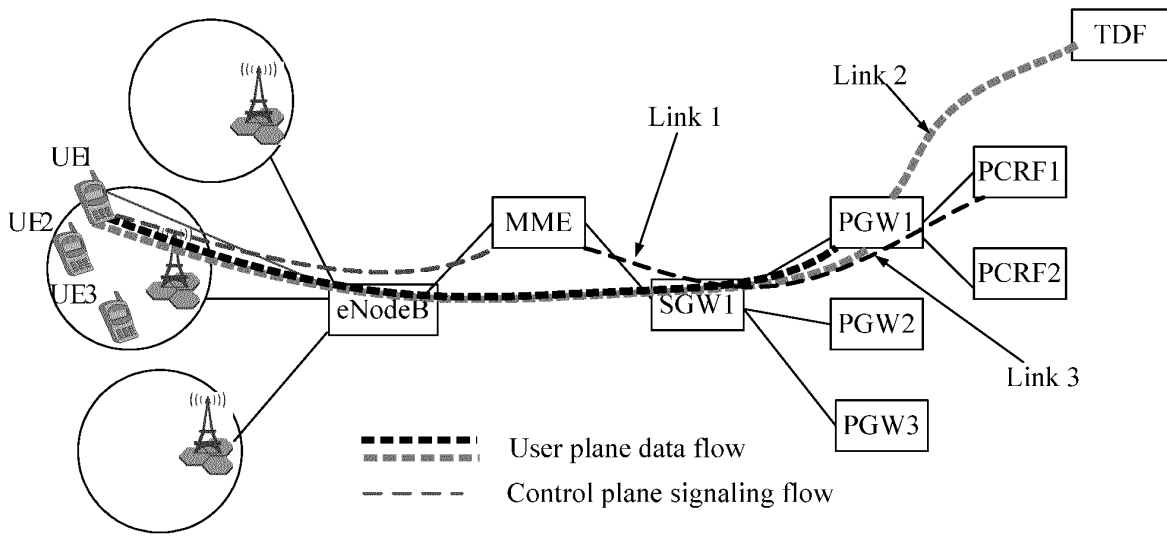 TDF
Link 2
Link 1
UE1
PCRF1
MME
PGW1
UE2
PCRF2
UE3
eNodeB
SGW1
PGW2
Link 3
PGW3
User plane data flow
Control plane signaling flow